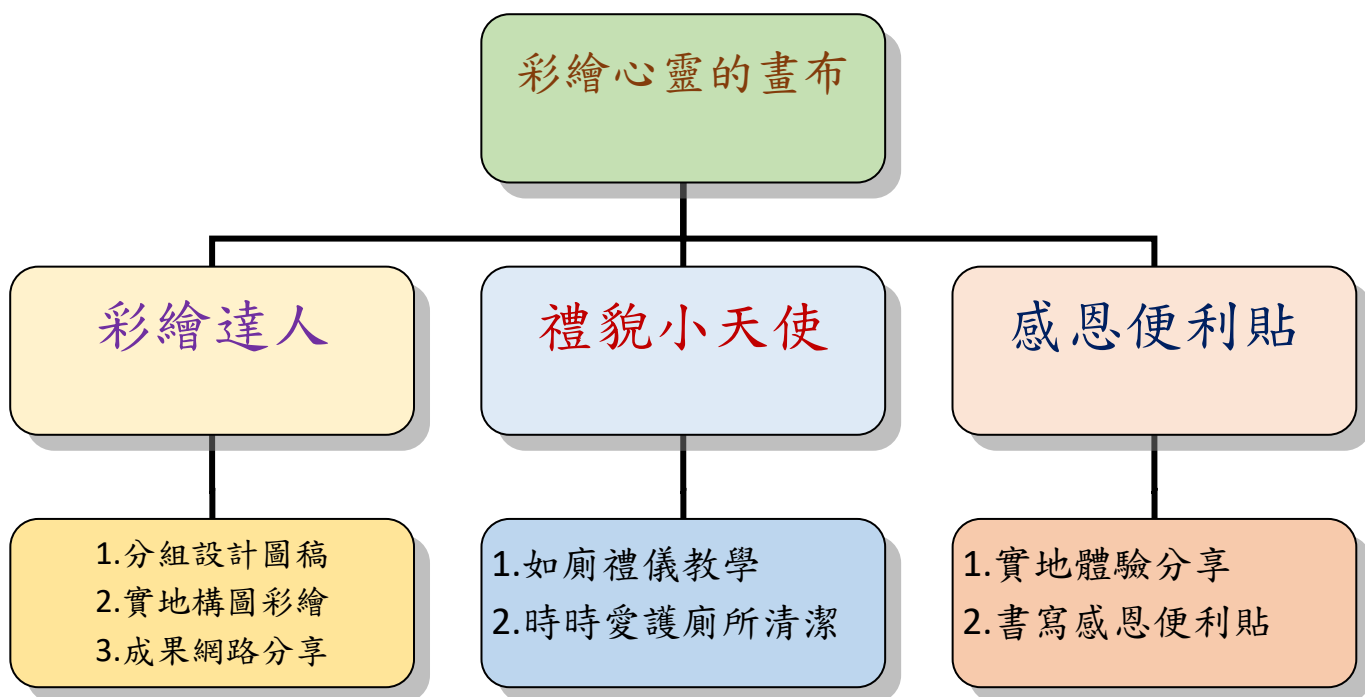 彩繪心靈的畫布
彩繪達人
禮貌小天使
感恩便利貼
1.分組設計圖稿
2.實地構圖彩繪
3.成果網路分享
1.如廁禮儀教學
2.時時愛護廁所清潔
1.實地體驗分享
2.書寫感恩便利貼